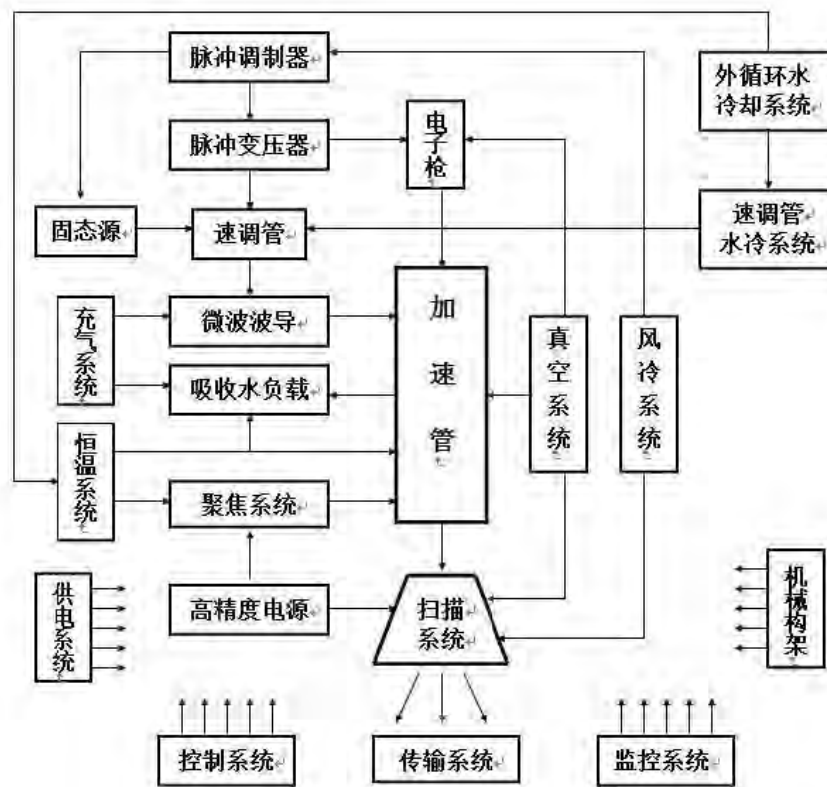 脉冲调制器
外循环水
冷却系统
脉冲变压器
电子枪
固态源
速调管
速调管
水冷系统
充气系统
微波波导
加速管
真空系统
风冷系统
吸收水负载
恒温系统
聚焦系统
供电系统
高精度电源
扫描
系统
机械构架
控制系统
传输系统
监控系统